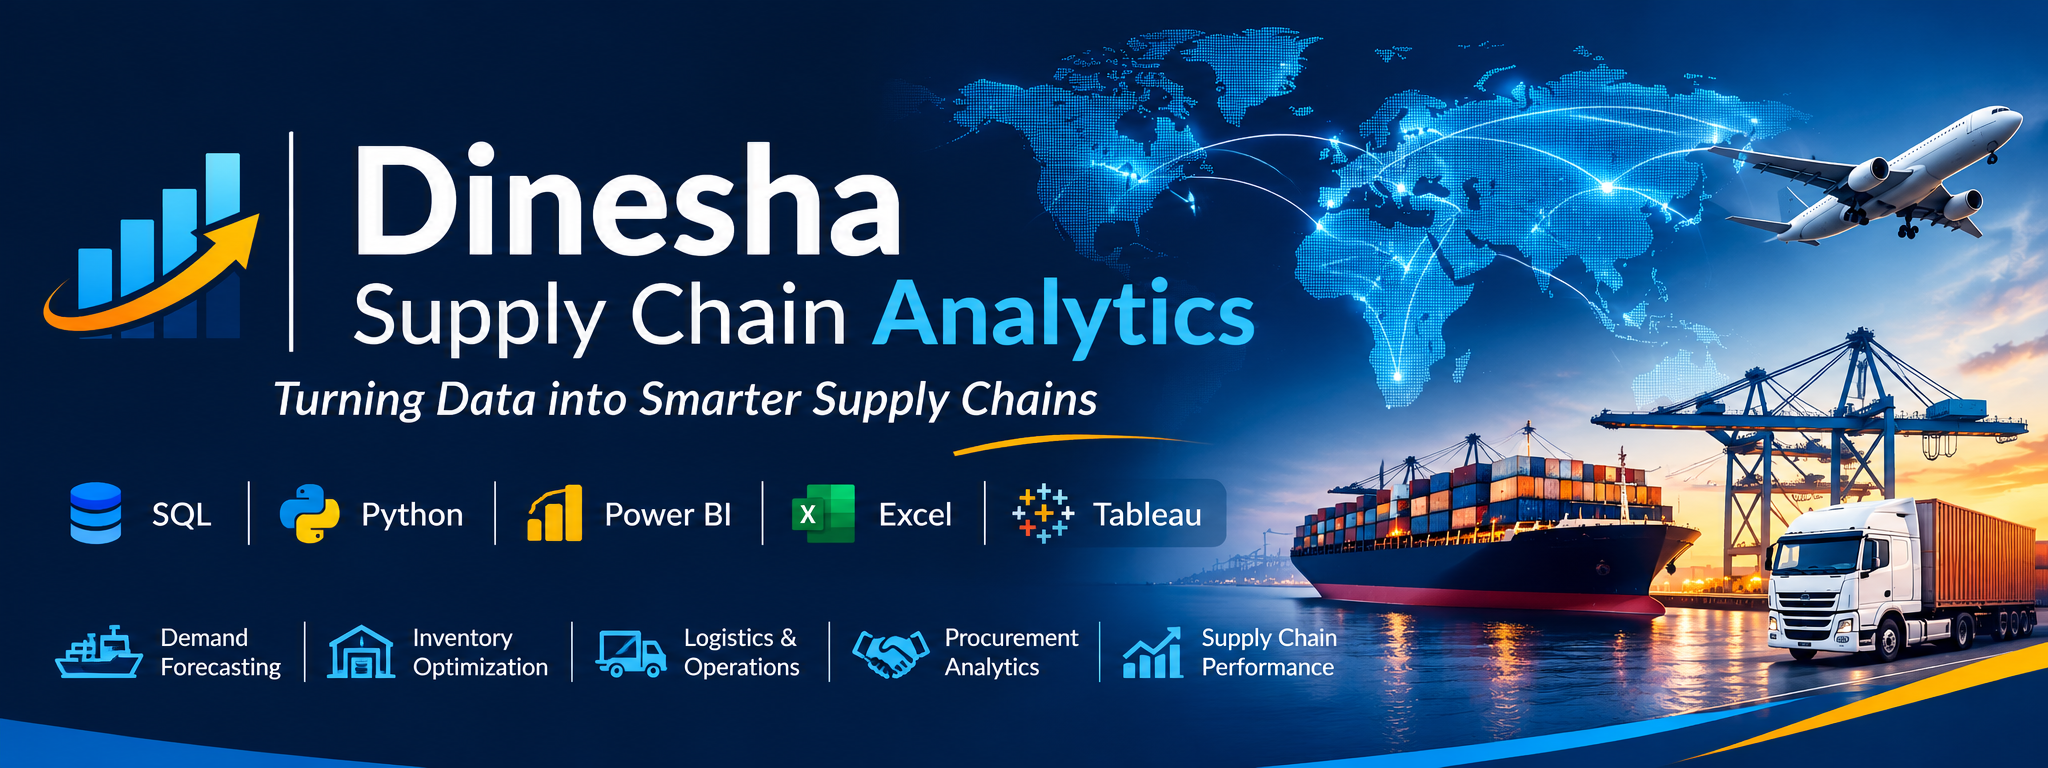 Dinesha
Supply Chain Analytics
Turning Data into Smarter Supply Chains
SQL
Python
Power BI
X
Excel
Tableau
Demand
Forecasting
Inventory
Optimization
Logistics &
Operations
Procurement
Analytics
Supply Chain
Performance